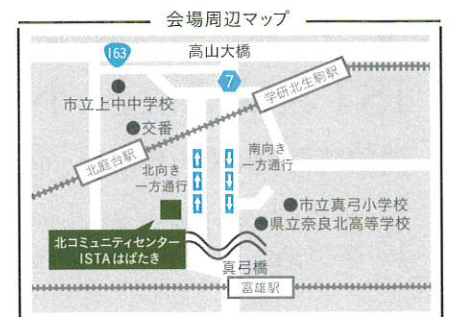 会場周辺マップ
163
高山大橋
7
学研北生駒駅
市立上中中学校
交番
北庭台駅
北向き
一方通行
南向き
一方通行
市立真弓小学校
県立奈良北高等学校
北コミュニティセンター
ISTAはばたき
真弓橋
富雄駅